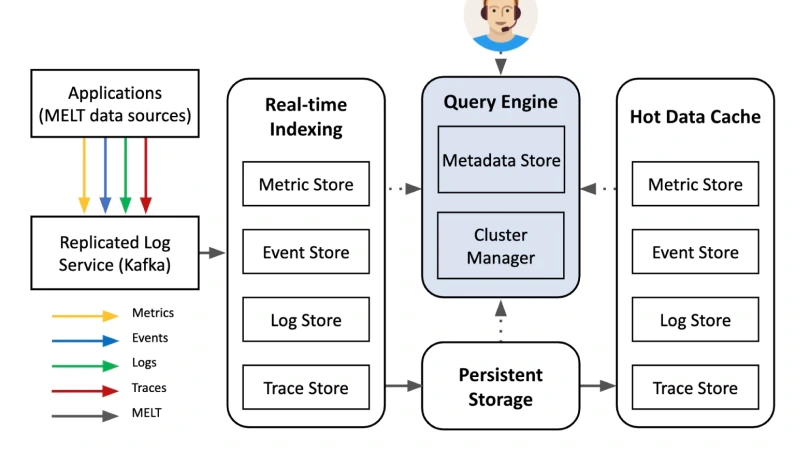 Applications
(MELT data sources)
Replicated Log
Service (Kafka)
Metrics
Events
Logs
Traces
MELT
Real-time
Indexing
Metric Store
Event Store
Log Store
Trace Store
Query Engine
Metadata Store
Cluster
Manager
Persistent
Storage
Hot Data Cache
Metric Store
Event Store
Log Store
Trace Store